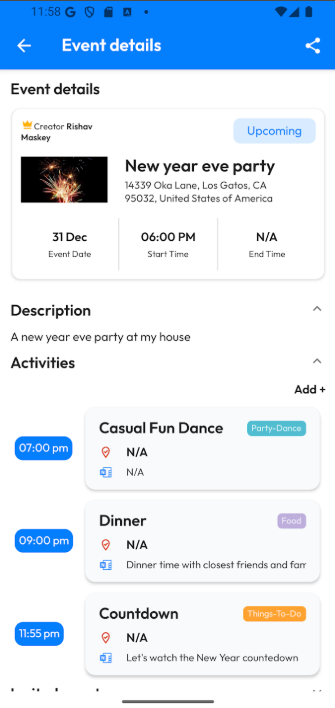 11:58
Event details
Event details
Creator Rishav
Maskey
Upcoming
New year eve party
14339 Oka Lane, Los Gatos, CA
95032, United States of America
31 Dec
Event Date
06:00 PM
Start Time
N/A
End Time
Description
A new year eve party at my house
Activities
Add +
07:00 pm
Casual Fun Dance
Party-Dance
N/A
N/A
09:00 pm
Dinner
Food
N/A
Dinner time with closest friends and fam
11:55 pm
Countdown
Things-To-Do
N/A
Let's watch the New Year countedown